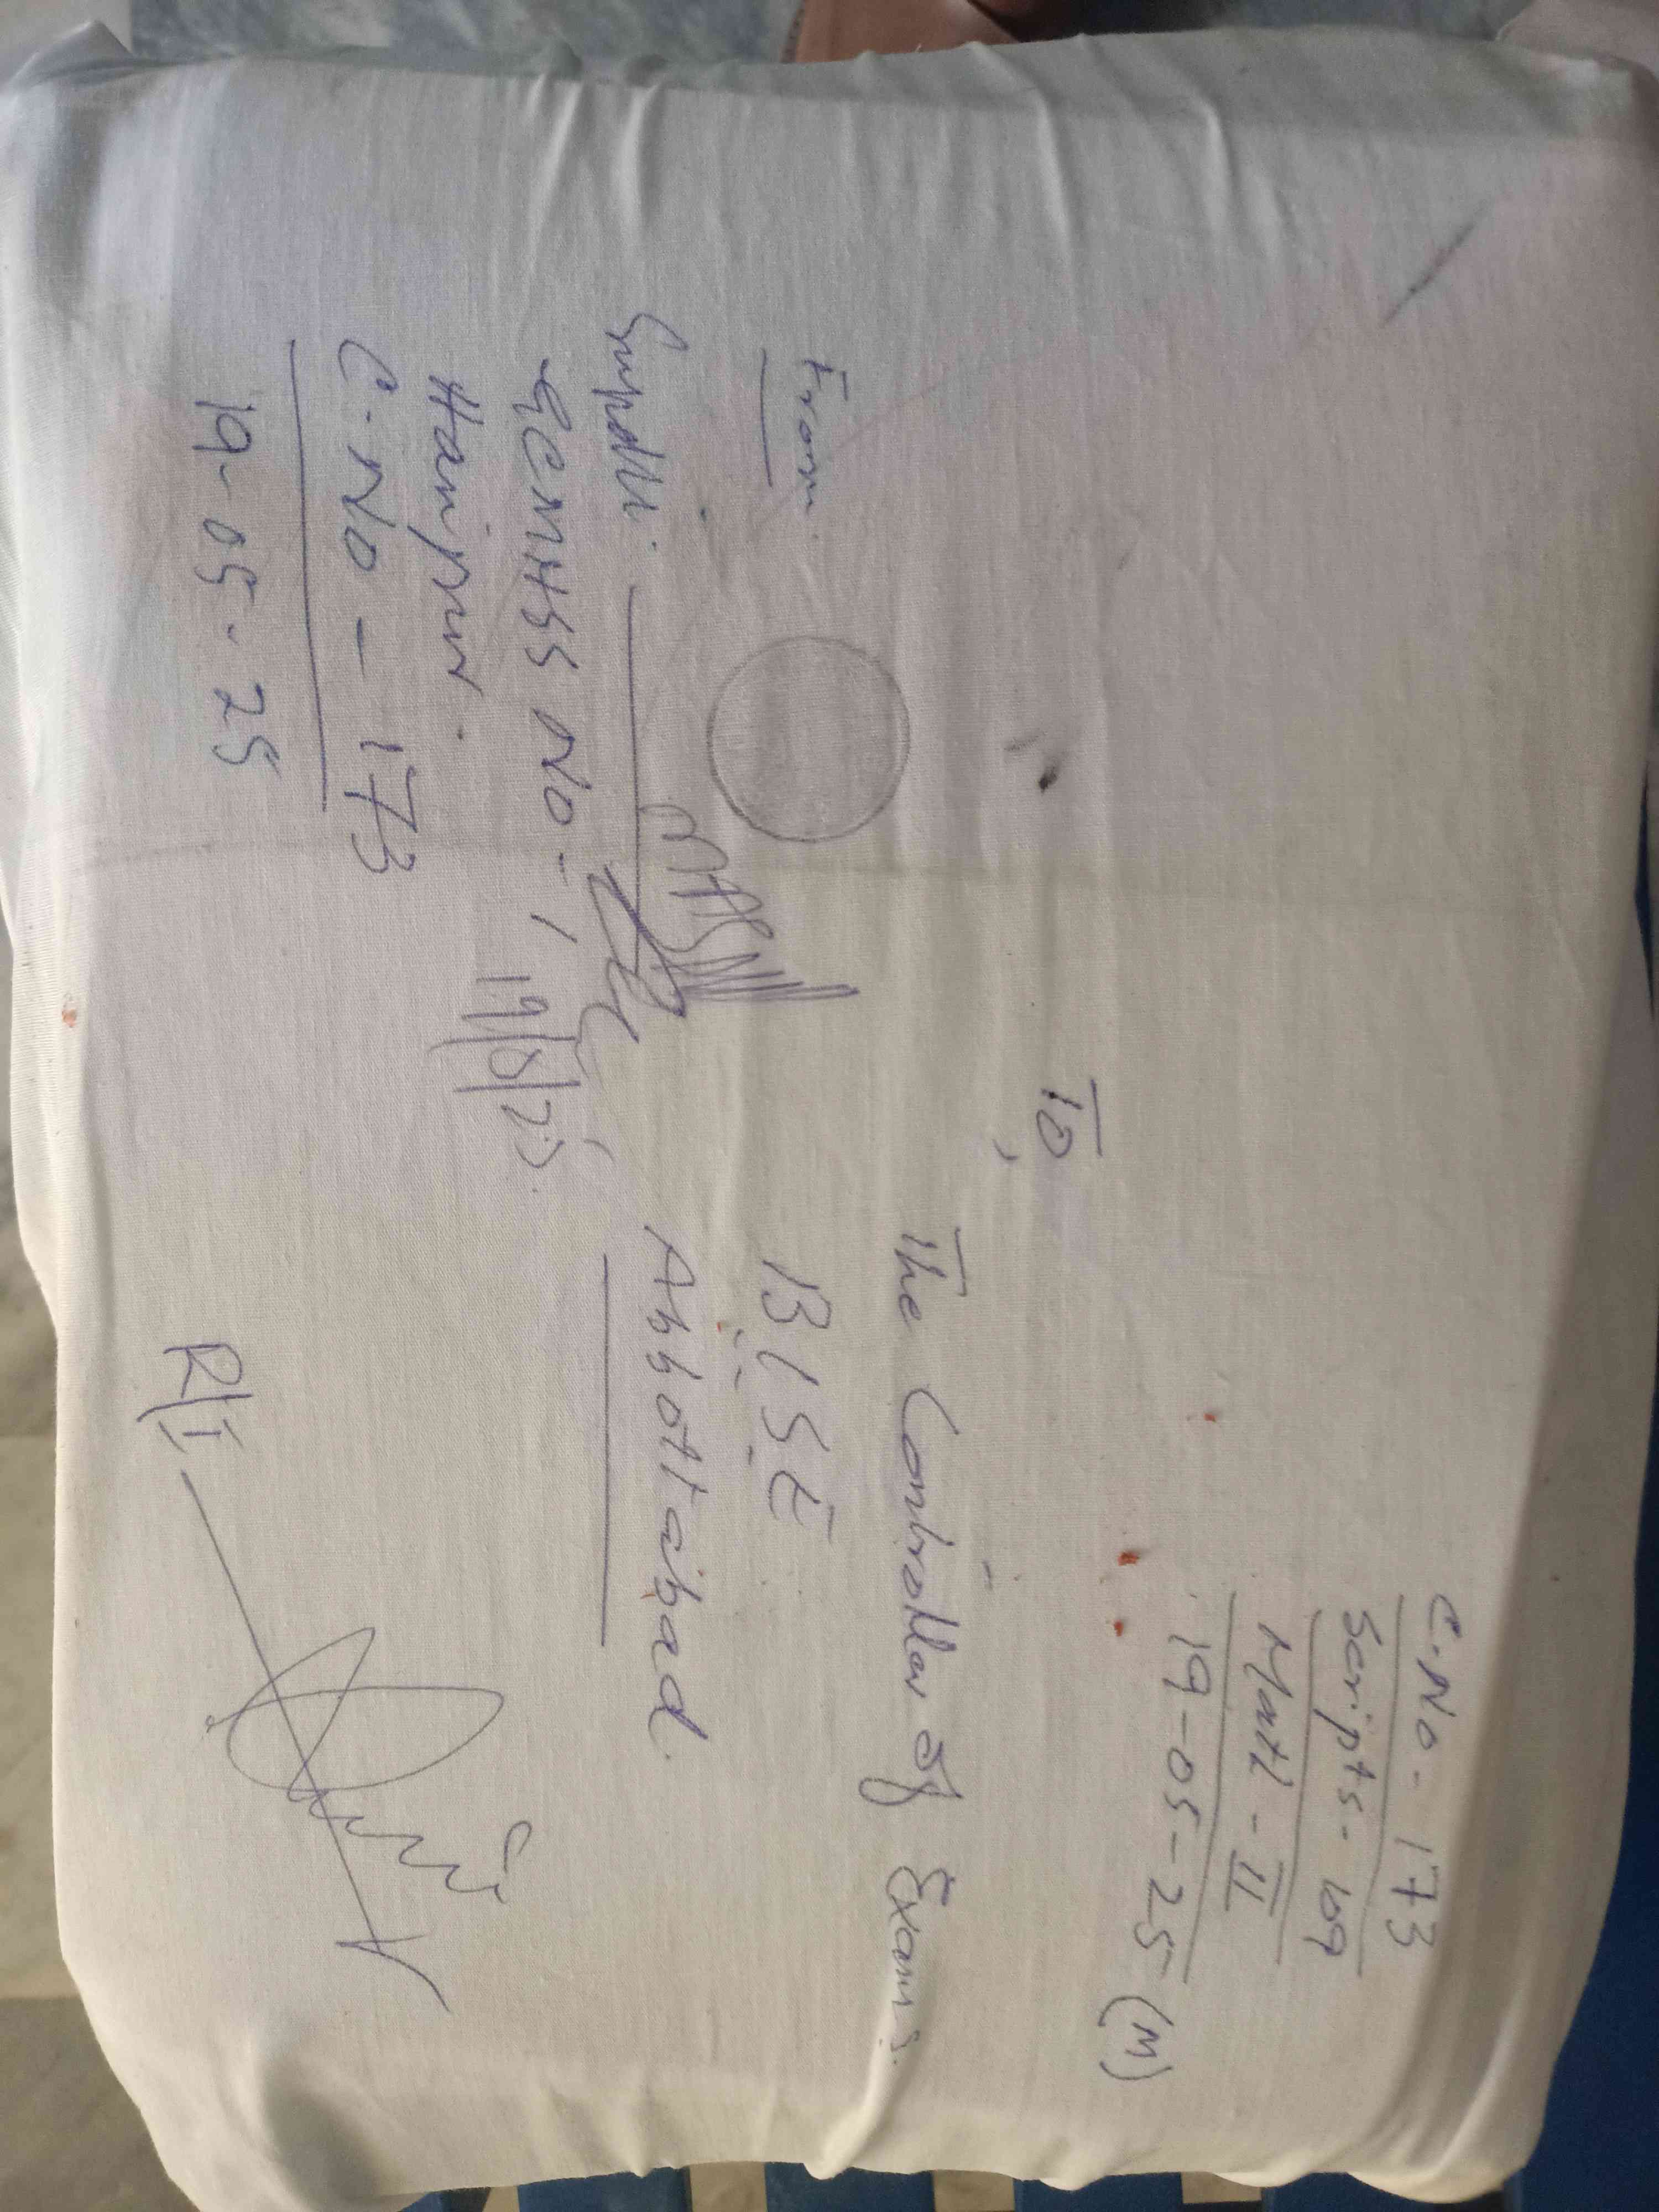 C.No - 173
Scripts - 109
Math - II
19-05-25 (M)
To,
The Controller of Exams.
BISE
Abbottabad.
From
Supdtt:
GCMHSS No-1
Haripur.
C.No - 173
19-05-25
19/5/25
R/I